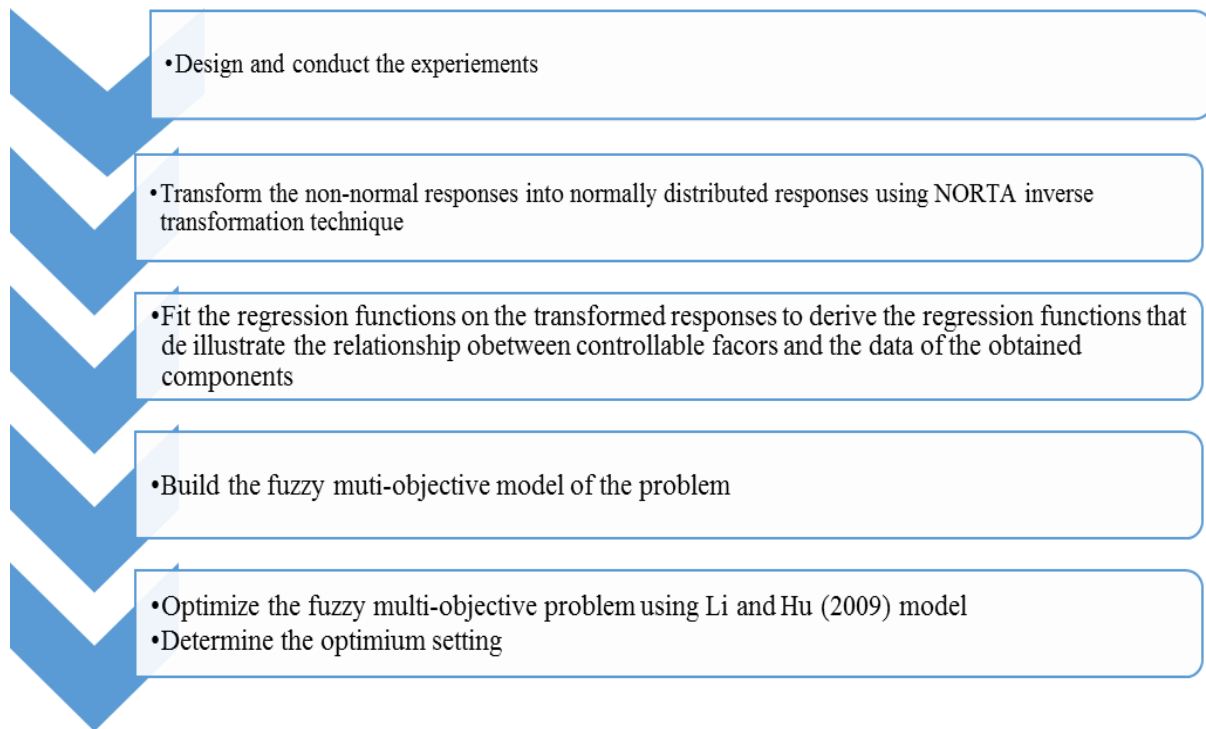 •Design and conduct the experiements
•Transform the non-normal responses into normally distributed responses using NORTA inverse
transformation technique
•Fit the regression functions on the transformed responses to derive the regression functions that
de illustrate the relationship obetween controllable facors and the data of the obtained
components
•Build the fuzzy muti-objective model of the problem
•Optimize the fuzzy multi-objective problem using Li and Hu (2009) model
•Determine the optimium setting